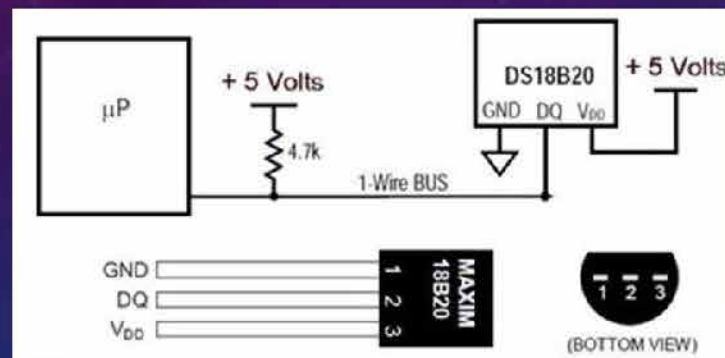 + 5 Volts
DS18B20
+ 5 Volts
µP
GND DQ VDD
4.7k
1-Wire BUS
GND
DQ
VDD
1
2
3
MAXIM
18B20
1 2 3
(BOTTOM VIEW)